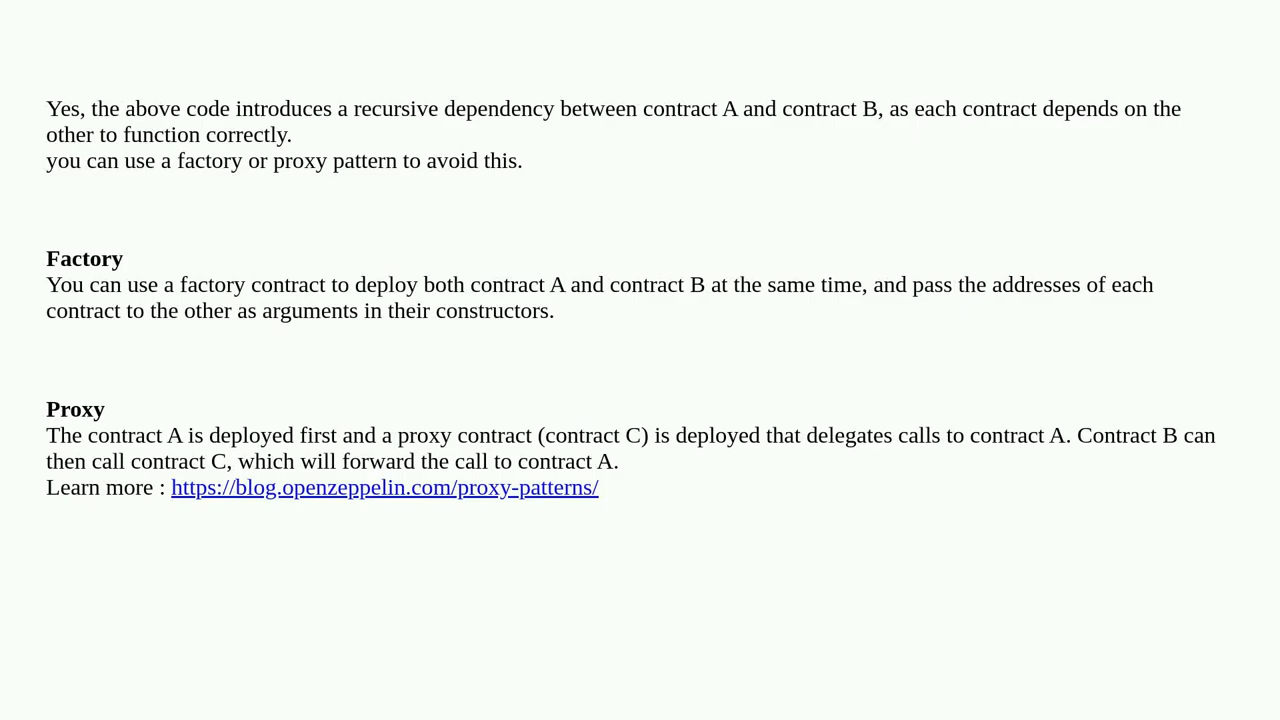 Yes, the above code introduces a recursive dependency between contract A and contract B, as each contract depends on the
other to function correctly.
you can use a factory or proxy pattern to avoid this.
Factory
You can use a factory contract to deploy both contract A and contract B at the same time, and pass the addresses of each
contract to the other as arguments in their constructors.
Proxy
The contract A is deployed first and a proxy contract (contract C) is deployed that delegates calls to contract A. Contract B can
then call contract C, which will forward the call to contract A.
Learn more : https://blog.openzeppelin.com/proxy-patterns/